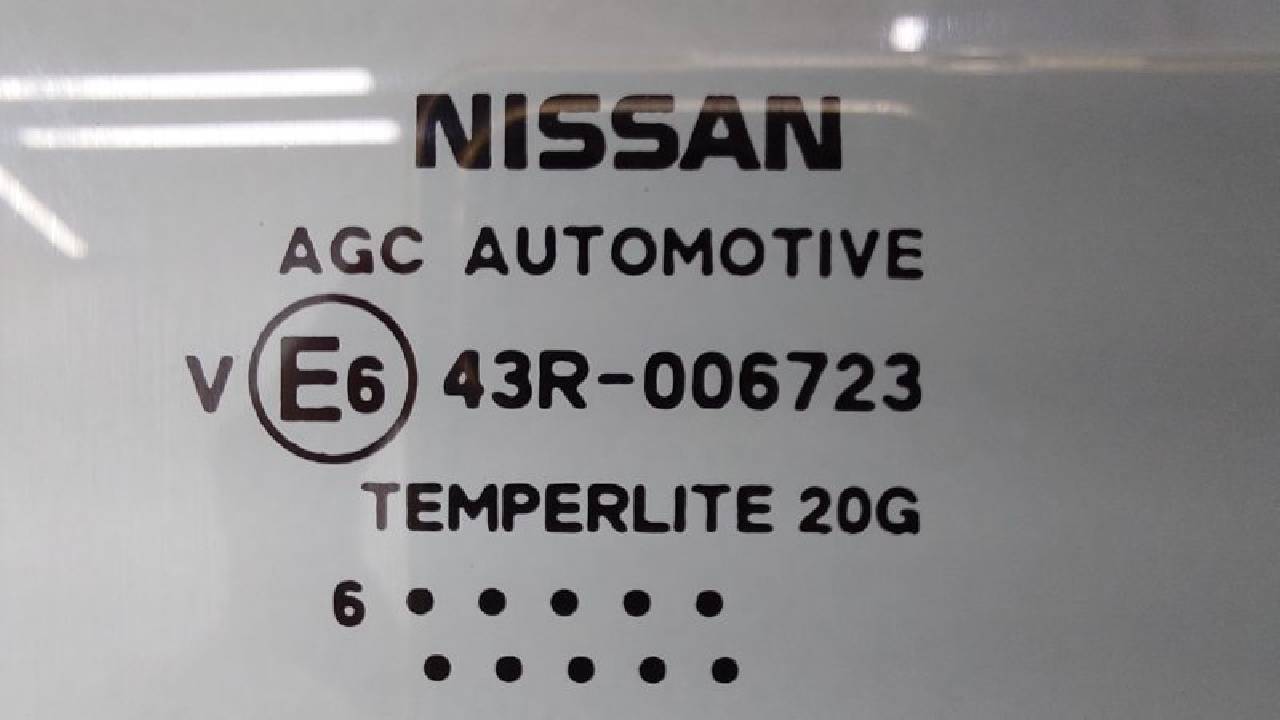 NISSAN
AGC AUTOMOTIVE
V E6 43R-006723
TEMPERLITE 20G
6 • • • • •
• • • • •